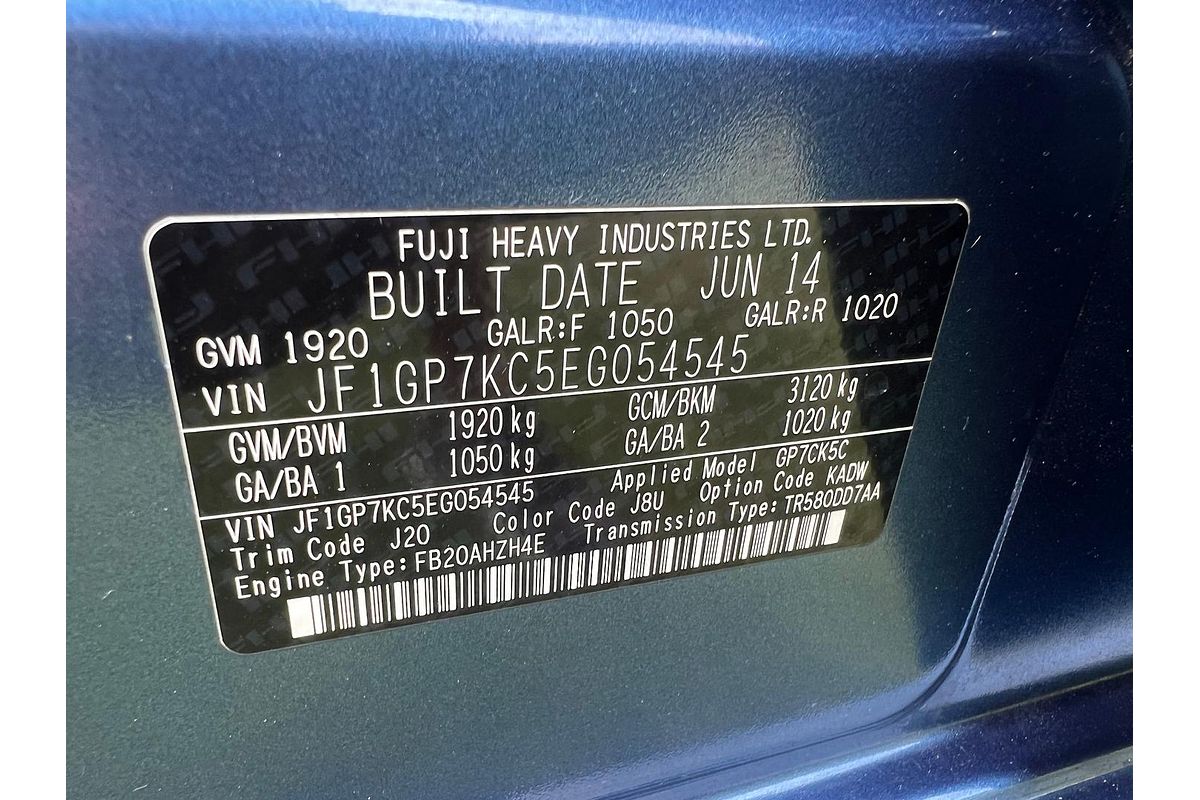 FUJI HEAVY INDUSTRIES LTD.
BUILT DATE JUN 14
GVM 1920 GALR:F 1050 GALR:R 1020
VIN JF1GP7KC5EG054545
GVM/BVM 1920 kg GCM/BKM 3120 kg
GA/BA 1 1050 kg GA/BA 2 1020 kg
VIN JF1GP7KC5EG054545 Applied Model GP7CK5C
Trim Code J20 Color Code J8U Option Code KADW
Engine Type: FB20AHZH4E Transmission Type: TR580DD7AA